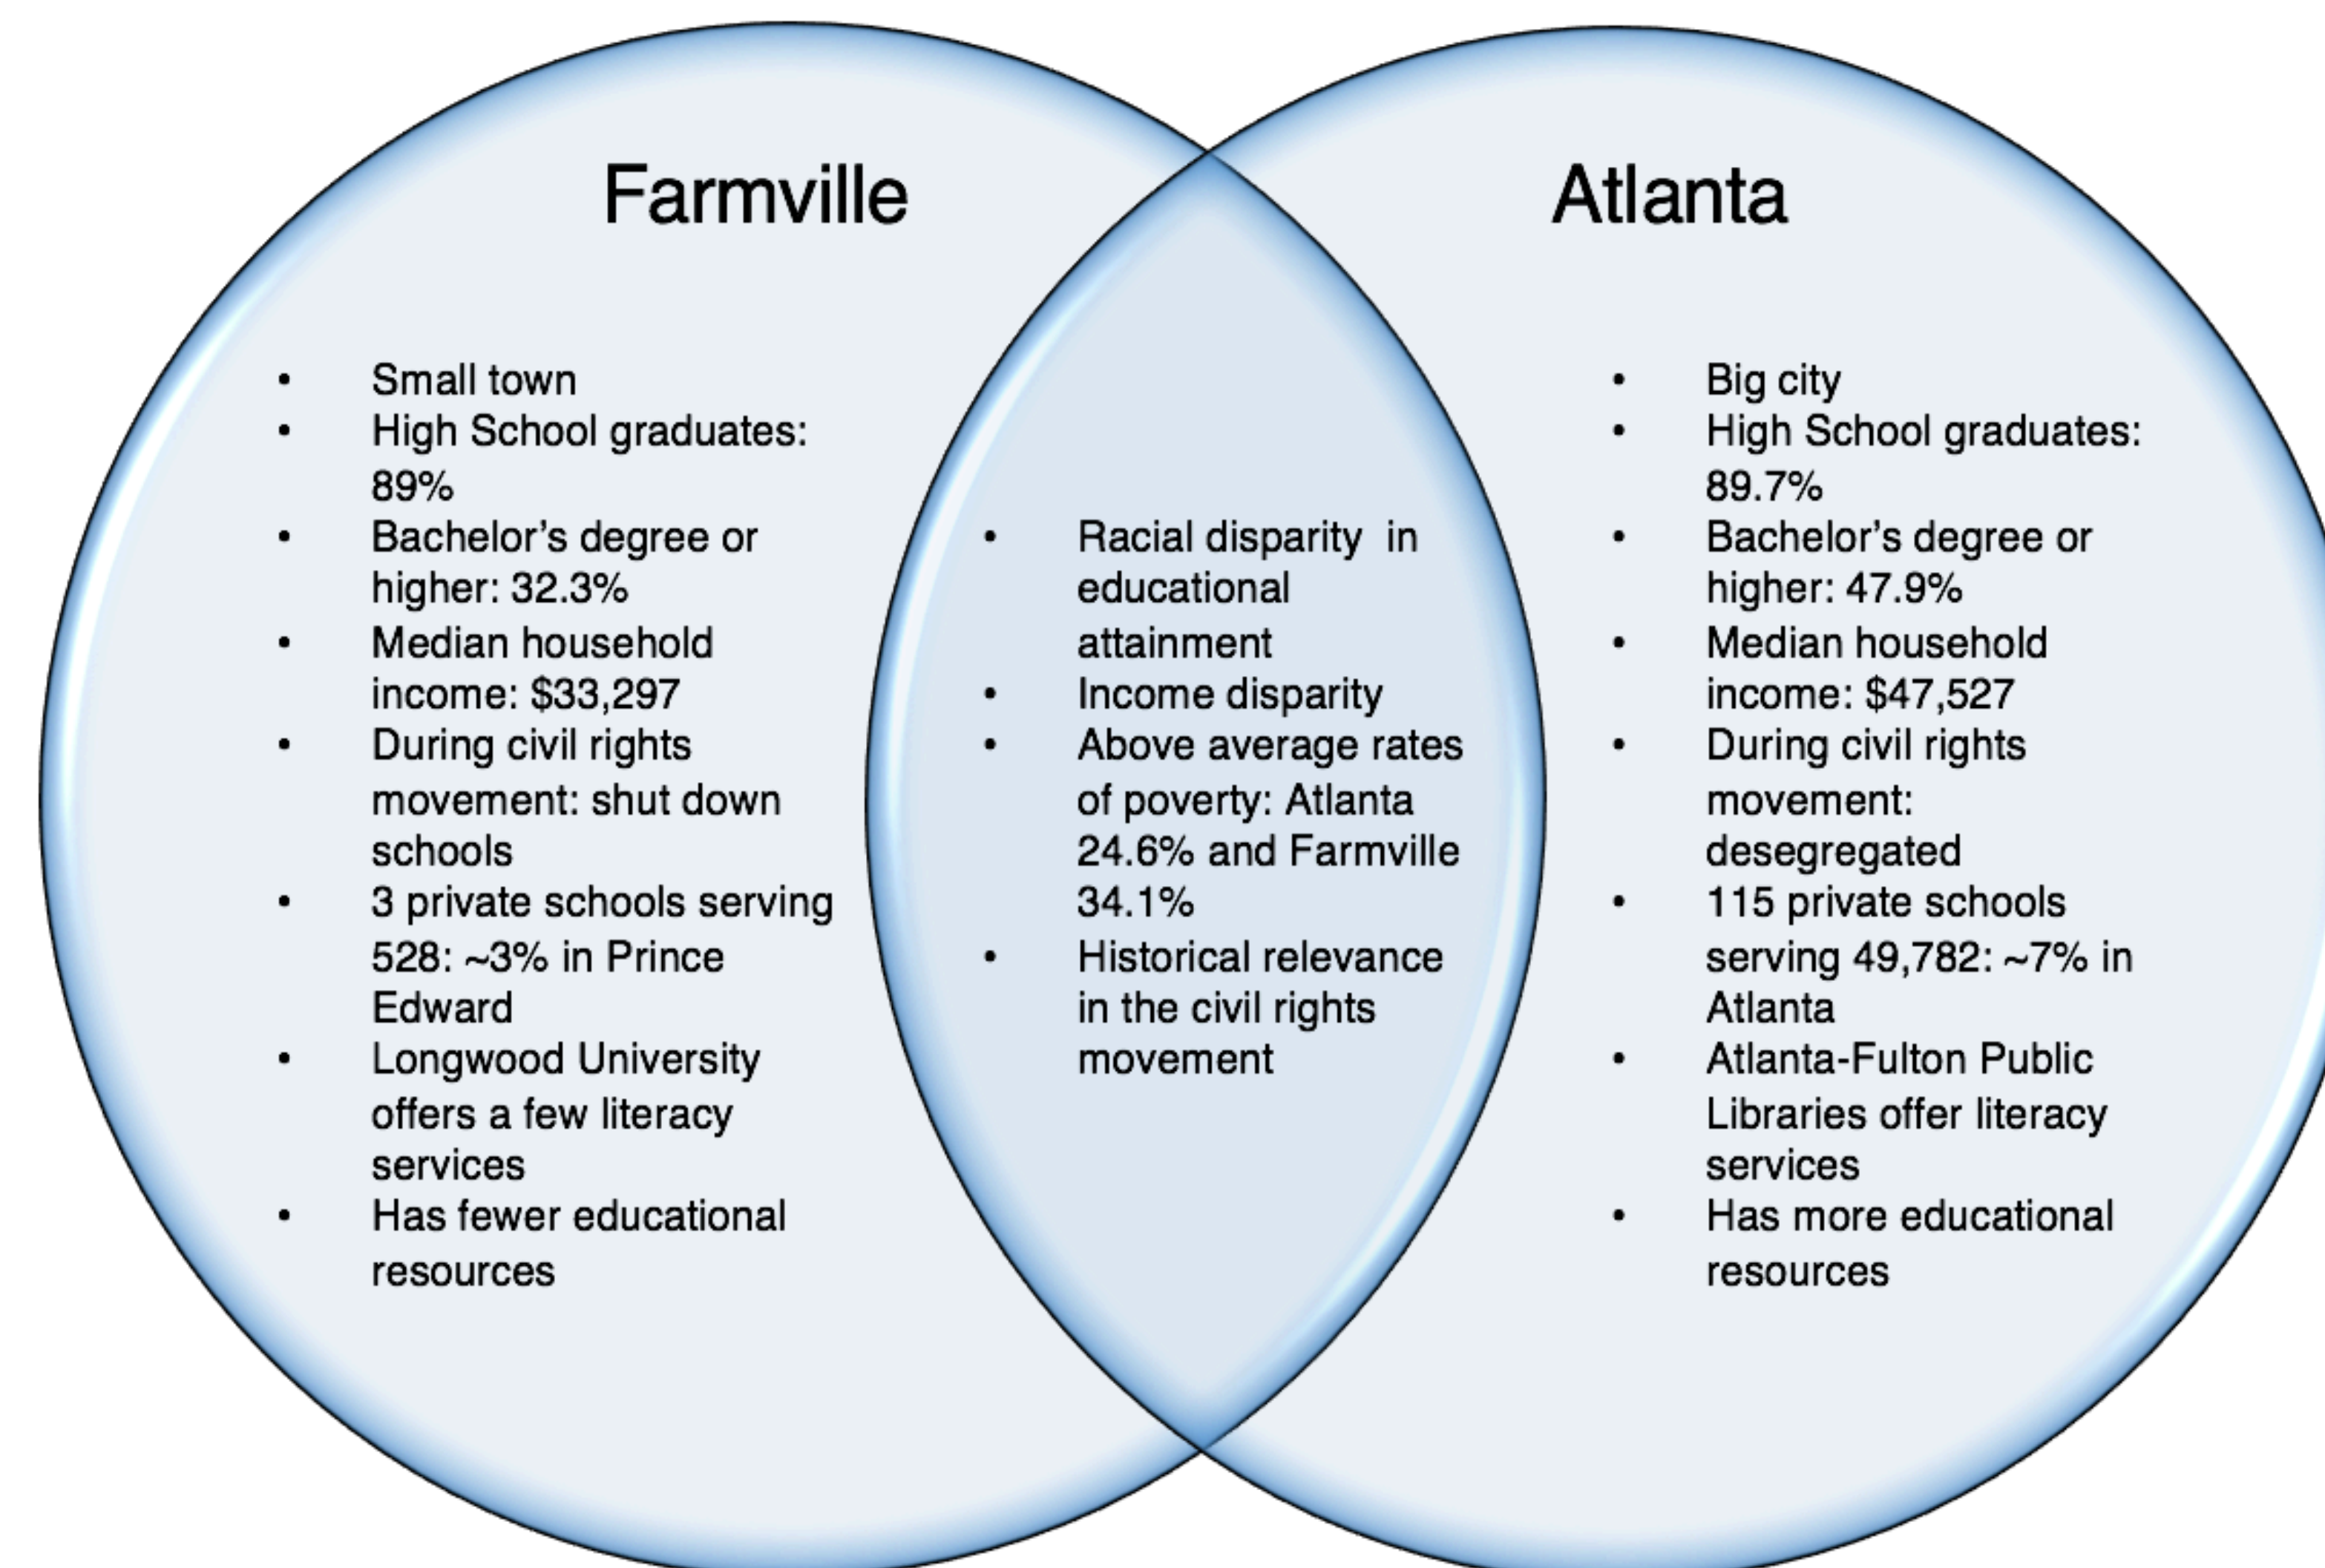 Farmville
• Small town
• High School graduates:
89%
• Bachelor’s degree or
higher: 32.3%
• Median household
income: $33,297
• During civil rights
movement: shut down
schools
• 3 private schools serving
528: ~3% in Prince
Edward
• Longwood University
offers a few literacy
services
• Has fewer educational
resources
• Racial disparity  in
educational
attainment
• Income disparity
• Above average rates
of poverty: Atlanta
24.6% and Farmville
34.1%
• Historical relevance
in the civil rights
movement
Atlanta
• Big city
• High School graduates:
89.7%
• Bachelor’s degree or
higher: 47.9%
• Median household
income: $47,527
• During civil rights
movement:
desegregated
• 115 private schools
serving 49,782: ~7% in
Atlanta
• Atlanta-Fulton Public
Libraries offer literacy
services
• Has more educational
resources